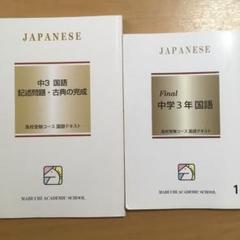 JAPANESE
中3 国語
記述問題・古典の完成
高校受験コース 国語テキスト
MABUCHI ACADEMIC SCHOOL
JAPANESE
Final
中学3年 国語
高校受験コース 国語テキスト
MABUCHI ACADEMIC SCHOOL
1